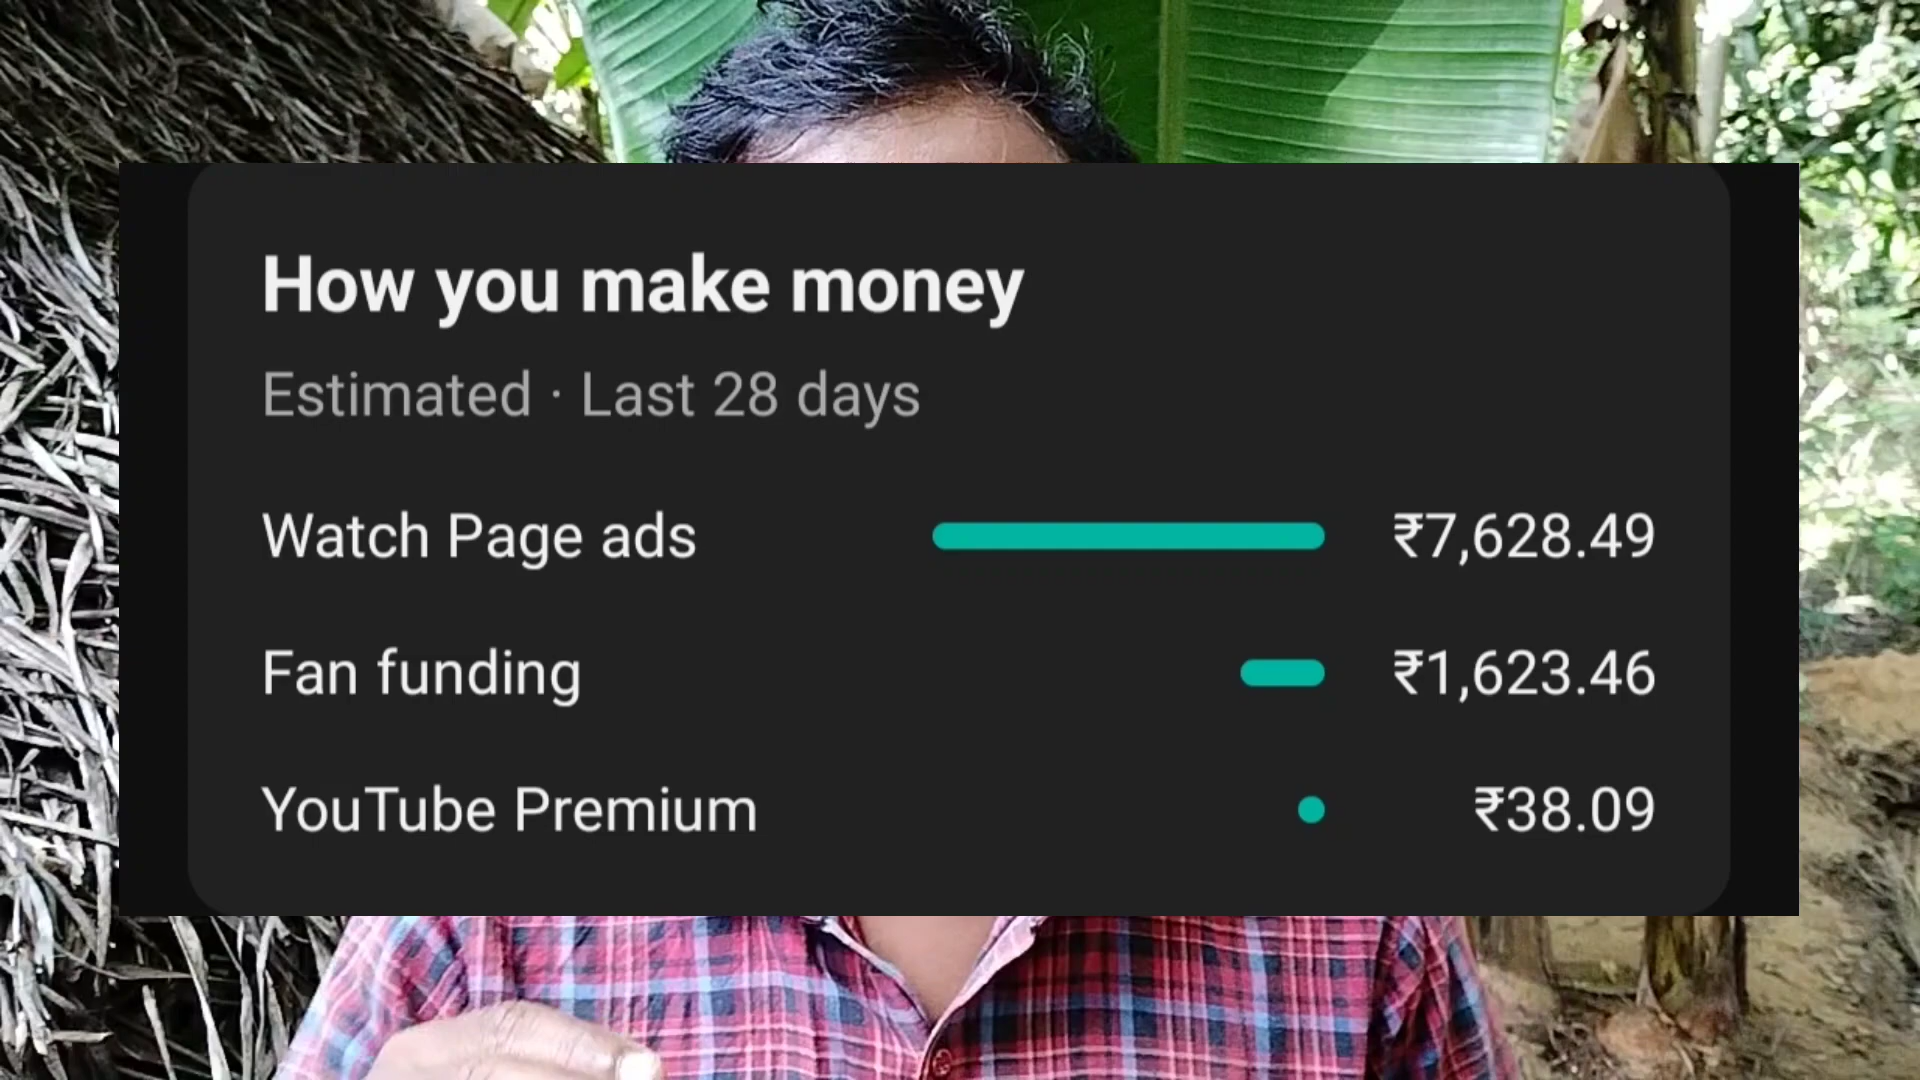 How you make money
Estimated · Last 28 days
Watch Page ads ₹7,628.49
Fan funding ₹1,623.46
YouTube Premium ₹38.09